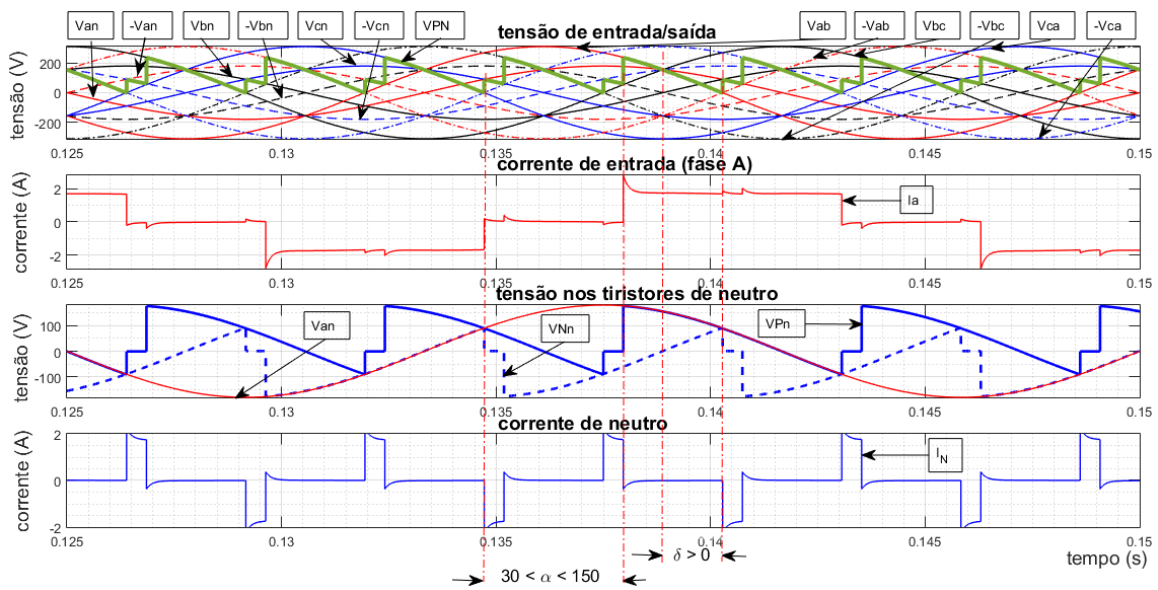 Van -Van Vbn -Vbn Vcn -Vcn VPN tensão de entrada/saída Vab -Vab Vbc -Vbc Vca -Vca
tensão (V)
200
0
-200
0.125 0.13 0.135 0.14 0.145 0.15
corrente de entrada (fase A)
corrente (A)
2
0
-2
Ia
0.125 0.13 0.135 0.14 0.145 0.15
tensão nos tiristores de neutro
tensão (V)
100
0
-100
Van VNn VPn
0.125 0.13 0.135 0.14 0.145 0.15
corrente de neutro
corrente (A)
2
0
-2
I_N
0.125 0.13 0.135 0.14 0.145 0.15
δ > 0 tempo (s)
30 < α < 150